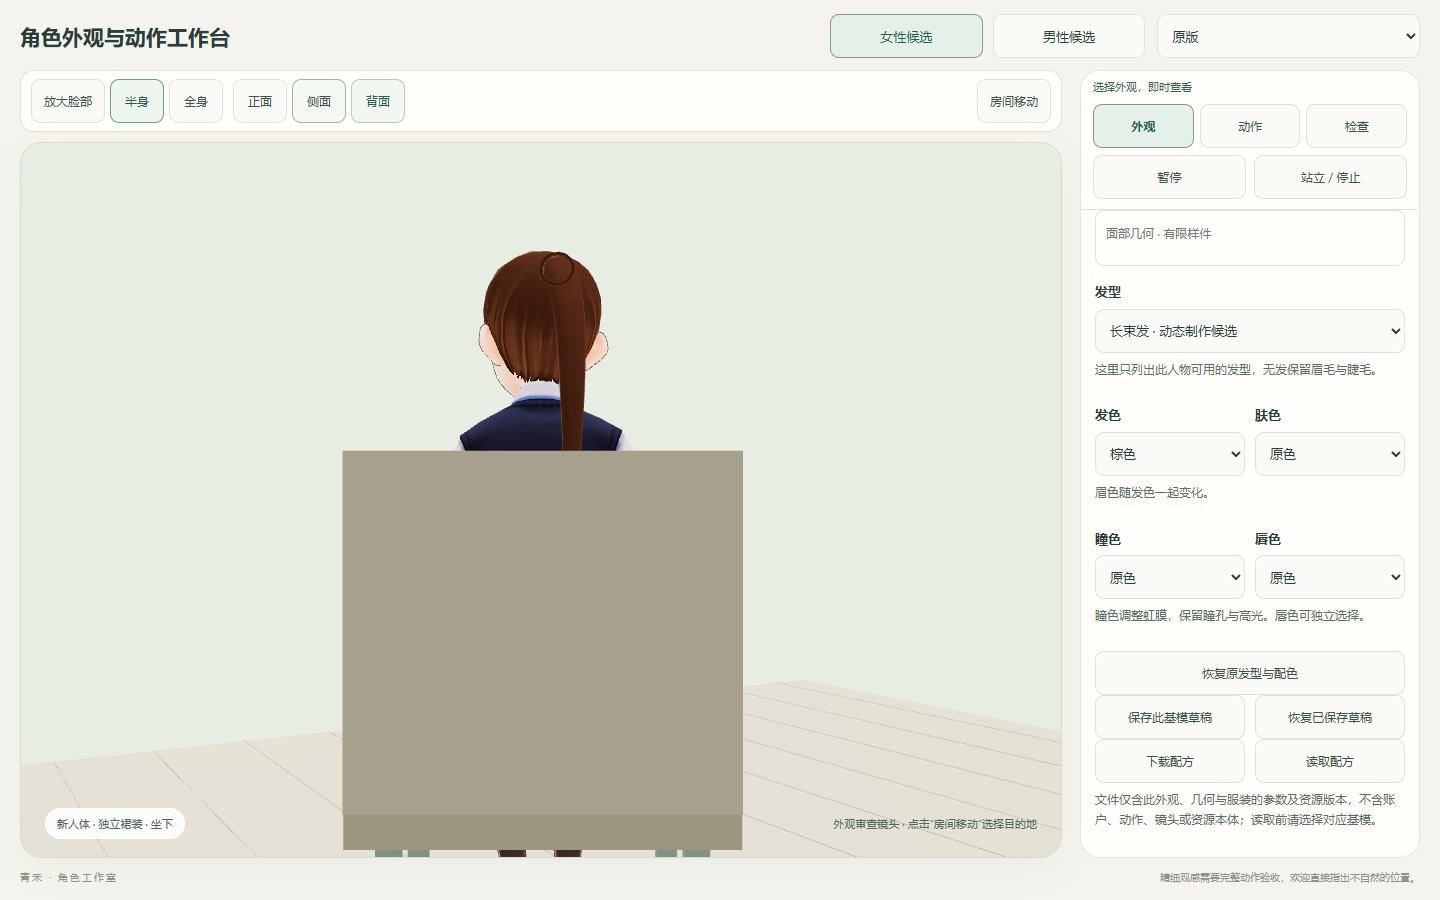 角色外观与动作工作台
女性候选
男性候选
原版
放大脸部
半身
全身
正面
侧面
背面
房间移动
选择外观，即时查看
外观
动作
检查
暂停
站立 / 停止
面部几何 · 有限样件
发型
长束发 · 动态制作候选
这里只列出此人物可用的发型，无发保留眉毛与睫毛。
发色
肤色
棕色
原色
眉色随发色一起变化。
瞳色
唇色
原色
原色
瞳色调整虹膜，保留瞳孔与高光。唇色可独立选择。
恢复原发型与配色
保存此基模草稿
恢复已保存草稿
下载配方
读取配方
文件仅含此外观、几何与服装的参数及资源版本，不含账
户、动作、镜头或资源本体；读取前请选择对应基模。
新人体 · 独立裙装 · 坐下
外观审查镜头 · 点击“房间移动”选择目的地
青禾 · 角色工作室
精细观感需要完整动作验收，欢迎直接指出不自然的位置。